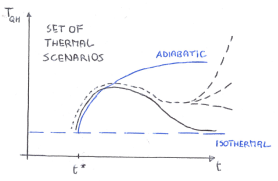 T_QH
SET OF
THERMAL
SCENARIOS
ADIABATIC
ISOTHERMAL
t*
t